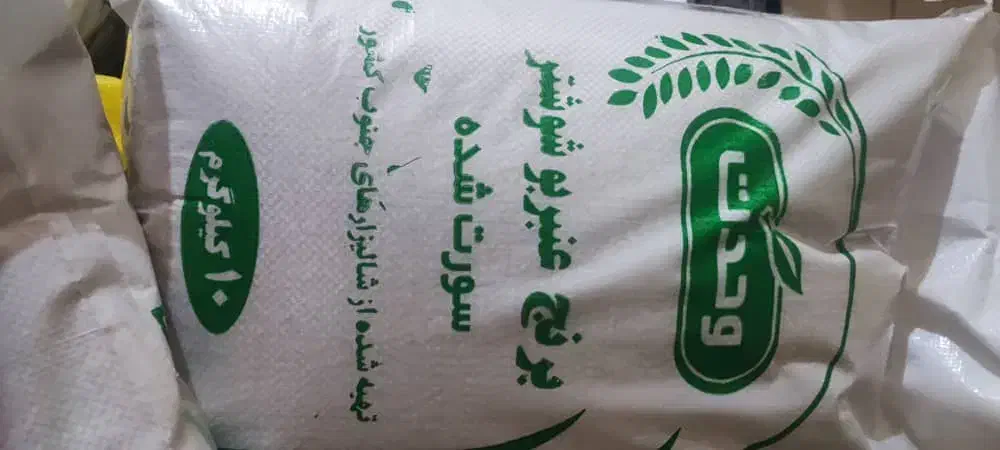 وحدت
برنج عنبربو شوشتر
سورت شده
تهیه شده از شالیزارهای جنوب کشور
۱۰ کیلوگرم